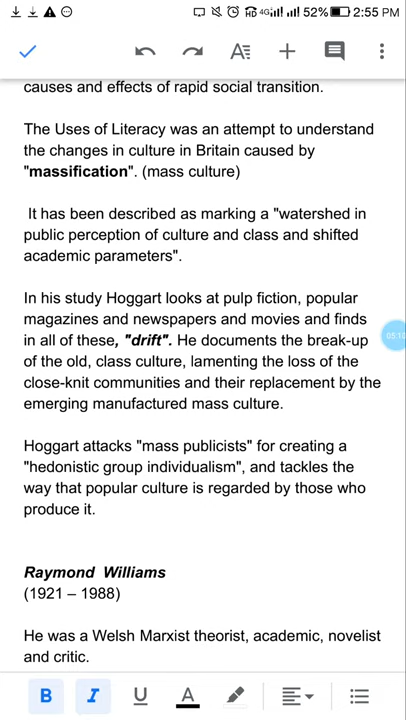 HD 4G 52% 2:55 PM
causes and effects of rapid social transition.
The Uses of Literacy was an attempt to understand
the changes in culture in Britain caused by
"massification". (mass culture)
It has been described as marking a "watershed in
public perception of culture and class and shifted
academic parameters".
In his study Hoggart looks at pulp fiction, popular
magazines and newspapers and movies and finds
in all of these, "drift". He documents the break-up
of the old, class culture, lamenting the loss of the
close-knit communities and their replacement by the
emerging manufactured mass culture.
05:10
Hoggart attacks "mass publicists" for creating a
"hedonistic group individualism", and tackles the
way that popular culture is regarded by those who
produce it.
Raymond Williams
(1921 – 1988)
He was a Welsh Marxist theorist, academic, novelist
and critic.
B I U A